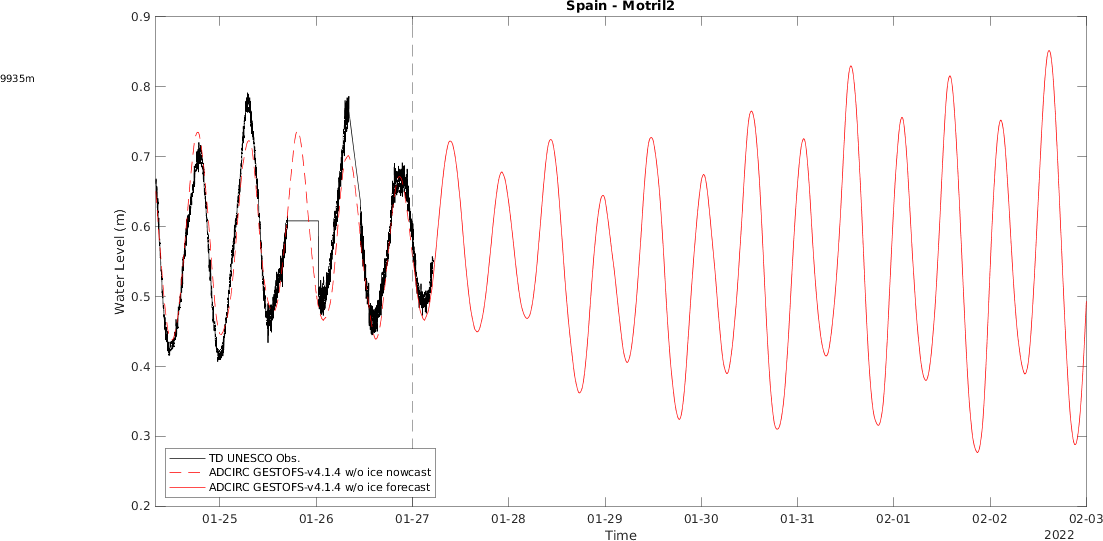 Spain - Motril2
9935m
0.9
0.8
0.7
0.6
0.5
0.4
0.3
0.2
Water Level (m)
TD UNESCO Obs.
ADCIRC GESTOFS-v4.1.4 w/o ice nowcast
ADCIRC GESTOFS-v4.1.4 w/o ice forecast
01-25 01-26 01-27 01-28 01-29 01-30 01-31 02-01 02-02 02-03
Time
2022